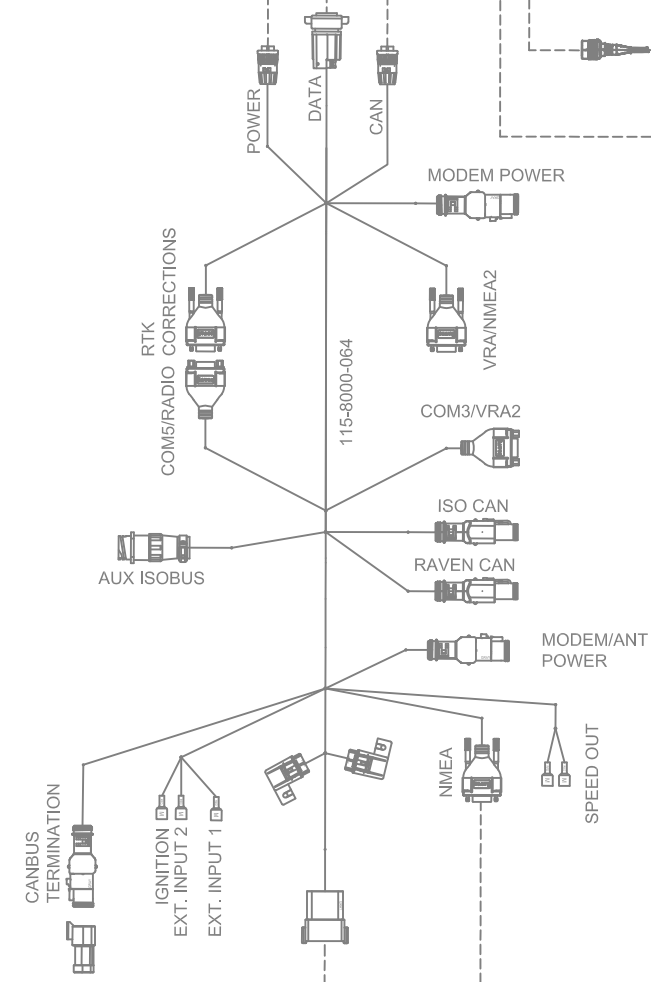 POWER
DATA
CAN
MODEM POWER
RTK
COM5/RADIO CORRECTIONS
VRA/NMEA2
115-8000-064
COM3/VRA2
ISO CAN
AUX ISOBUS
RAVEN CAN
MODEM/ANT
POWER
CANBUS
TERMINATION
IGNITION
EXT. INPUT 2
EXT. INPUT 1
NMEA
SPEED OUT